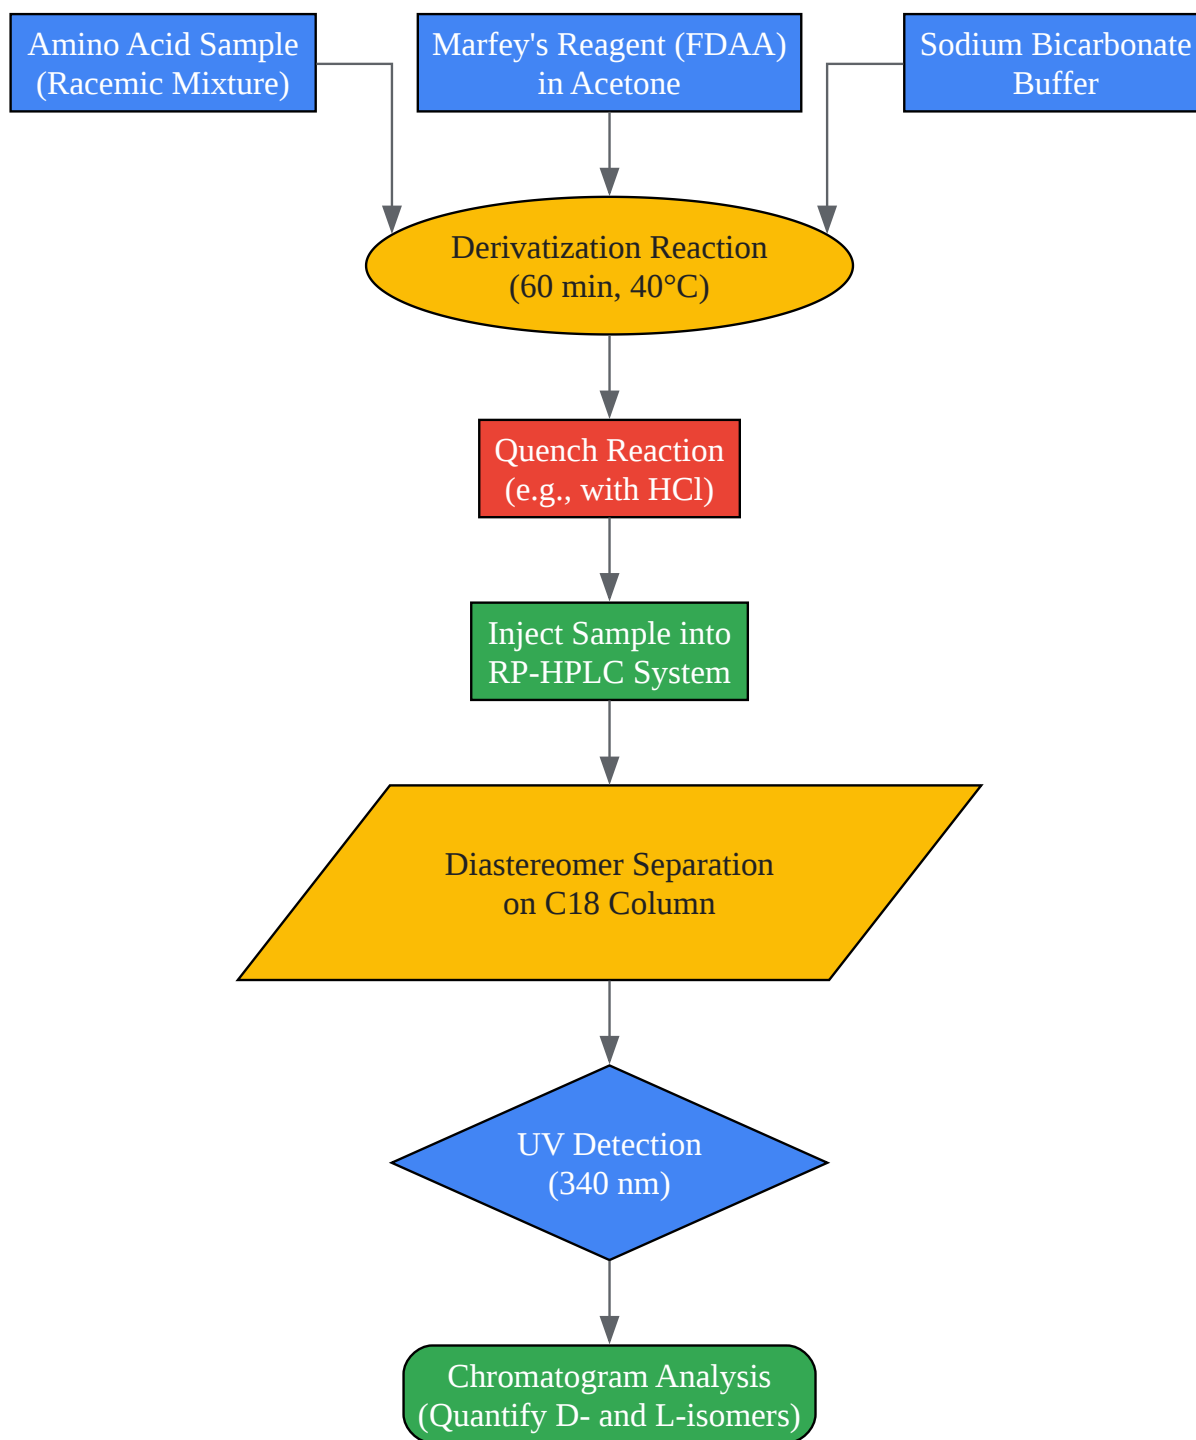 Amino Acid Sample
(Racemic Mixture)
Marfey's Reagent (FDAA)
in Acetone
Sodium Bicarbonate
Buffer
Derivatization Reaction
(60 min, 40°C)
Quench Reaction
(e.g., with HCl)
Inject Sample into
RP-HPLC System
Diastereomer Separation
on C18 Column
UV Detection
(340 nm)
Chromatogram Analysis
(Quantify D- and L-isomers)